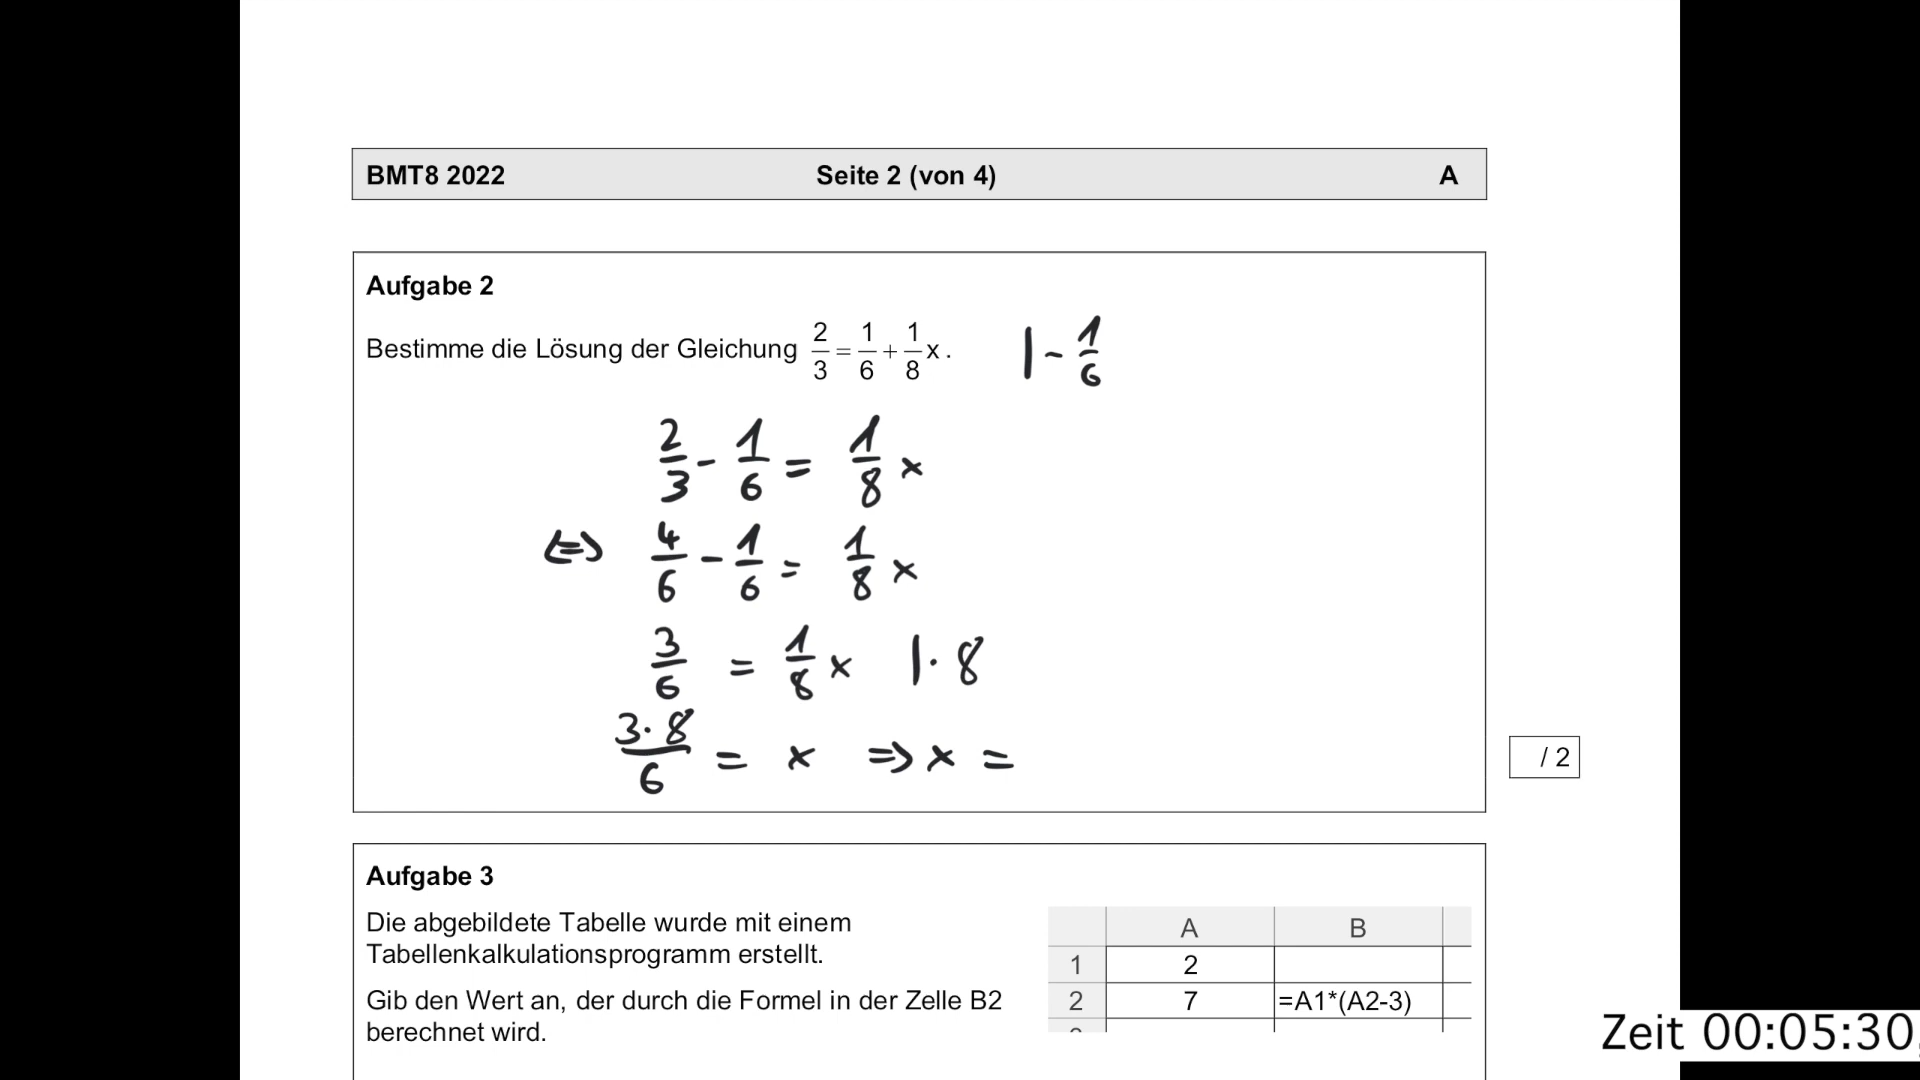 BMT8 2022 Seite 2 (von 4) A
Aufgabe 2
Bestimme die Lösung der Gleichung 2/3 = 1/6 + 1/8 x . | - 1/6
2/3 - 1/6 = 1/8 x
⇔ 4/6 - 1/6 = 1/8 x
3/6 = 1/8 x | · 8
3 · 8/6 = x ⇒ x =
/ 2
Aufgabe 3
Die abgebildete Tabelle wurde mit einem
Tabellenkalkulationsprogramm erstellt.
Gib den Wert an, der durch die Formel in der Zelle B2
berechnet wird.
A B
1 2
2 7 =A1*(A2-3)
Zeit 00:05:30